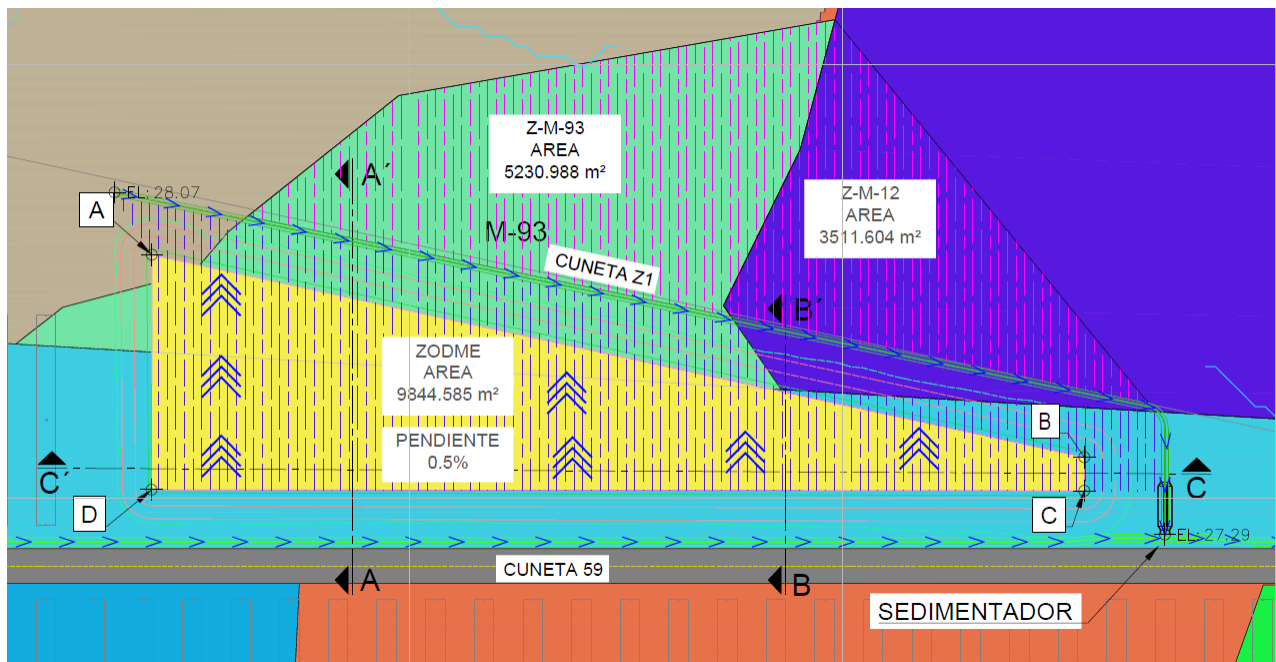 Z-M-93
AREA
5230.988 m²
A´
EL: 28.07
A
Z-M-12
AREA
3511.604 m²
M-93
CUNETA Z1
B´
ZODME
AREA
9844.585 m²
PENDIENTE
0.5%
B
C´
C
D
C
EL: 27.29
CUNETA 59
A
B
SEDIMENTADOR